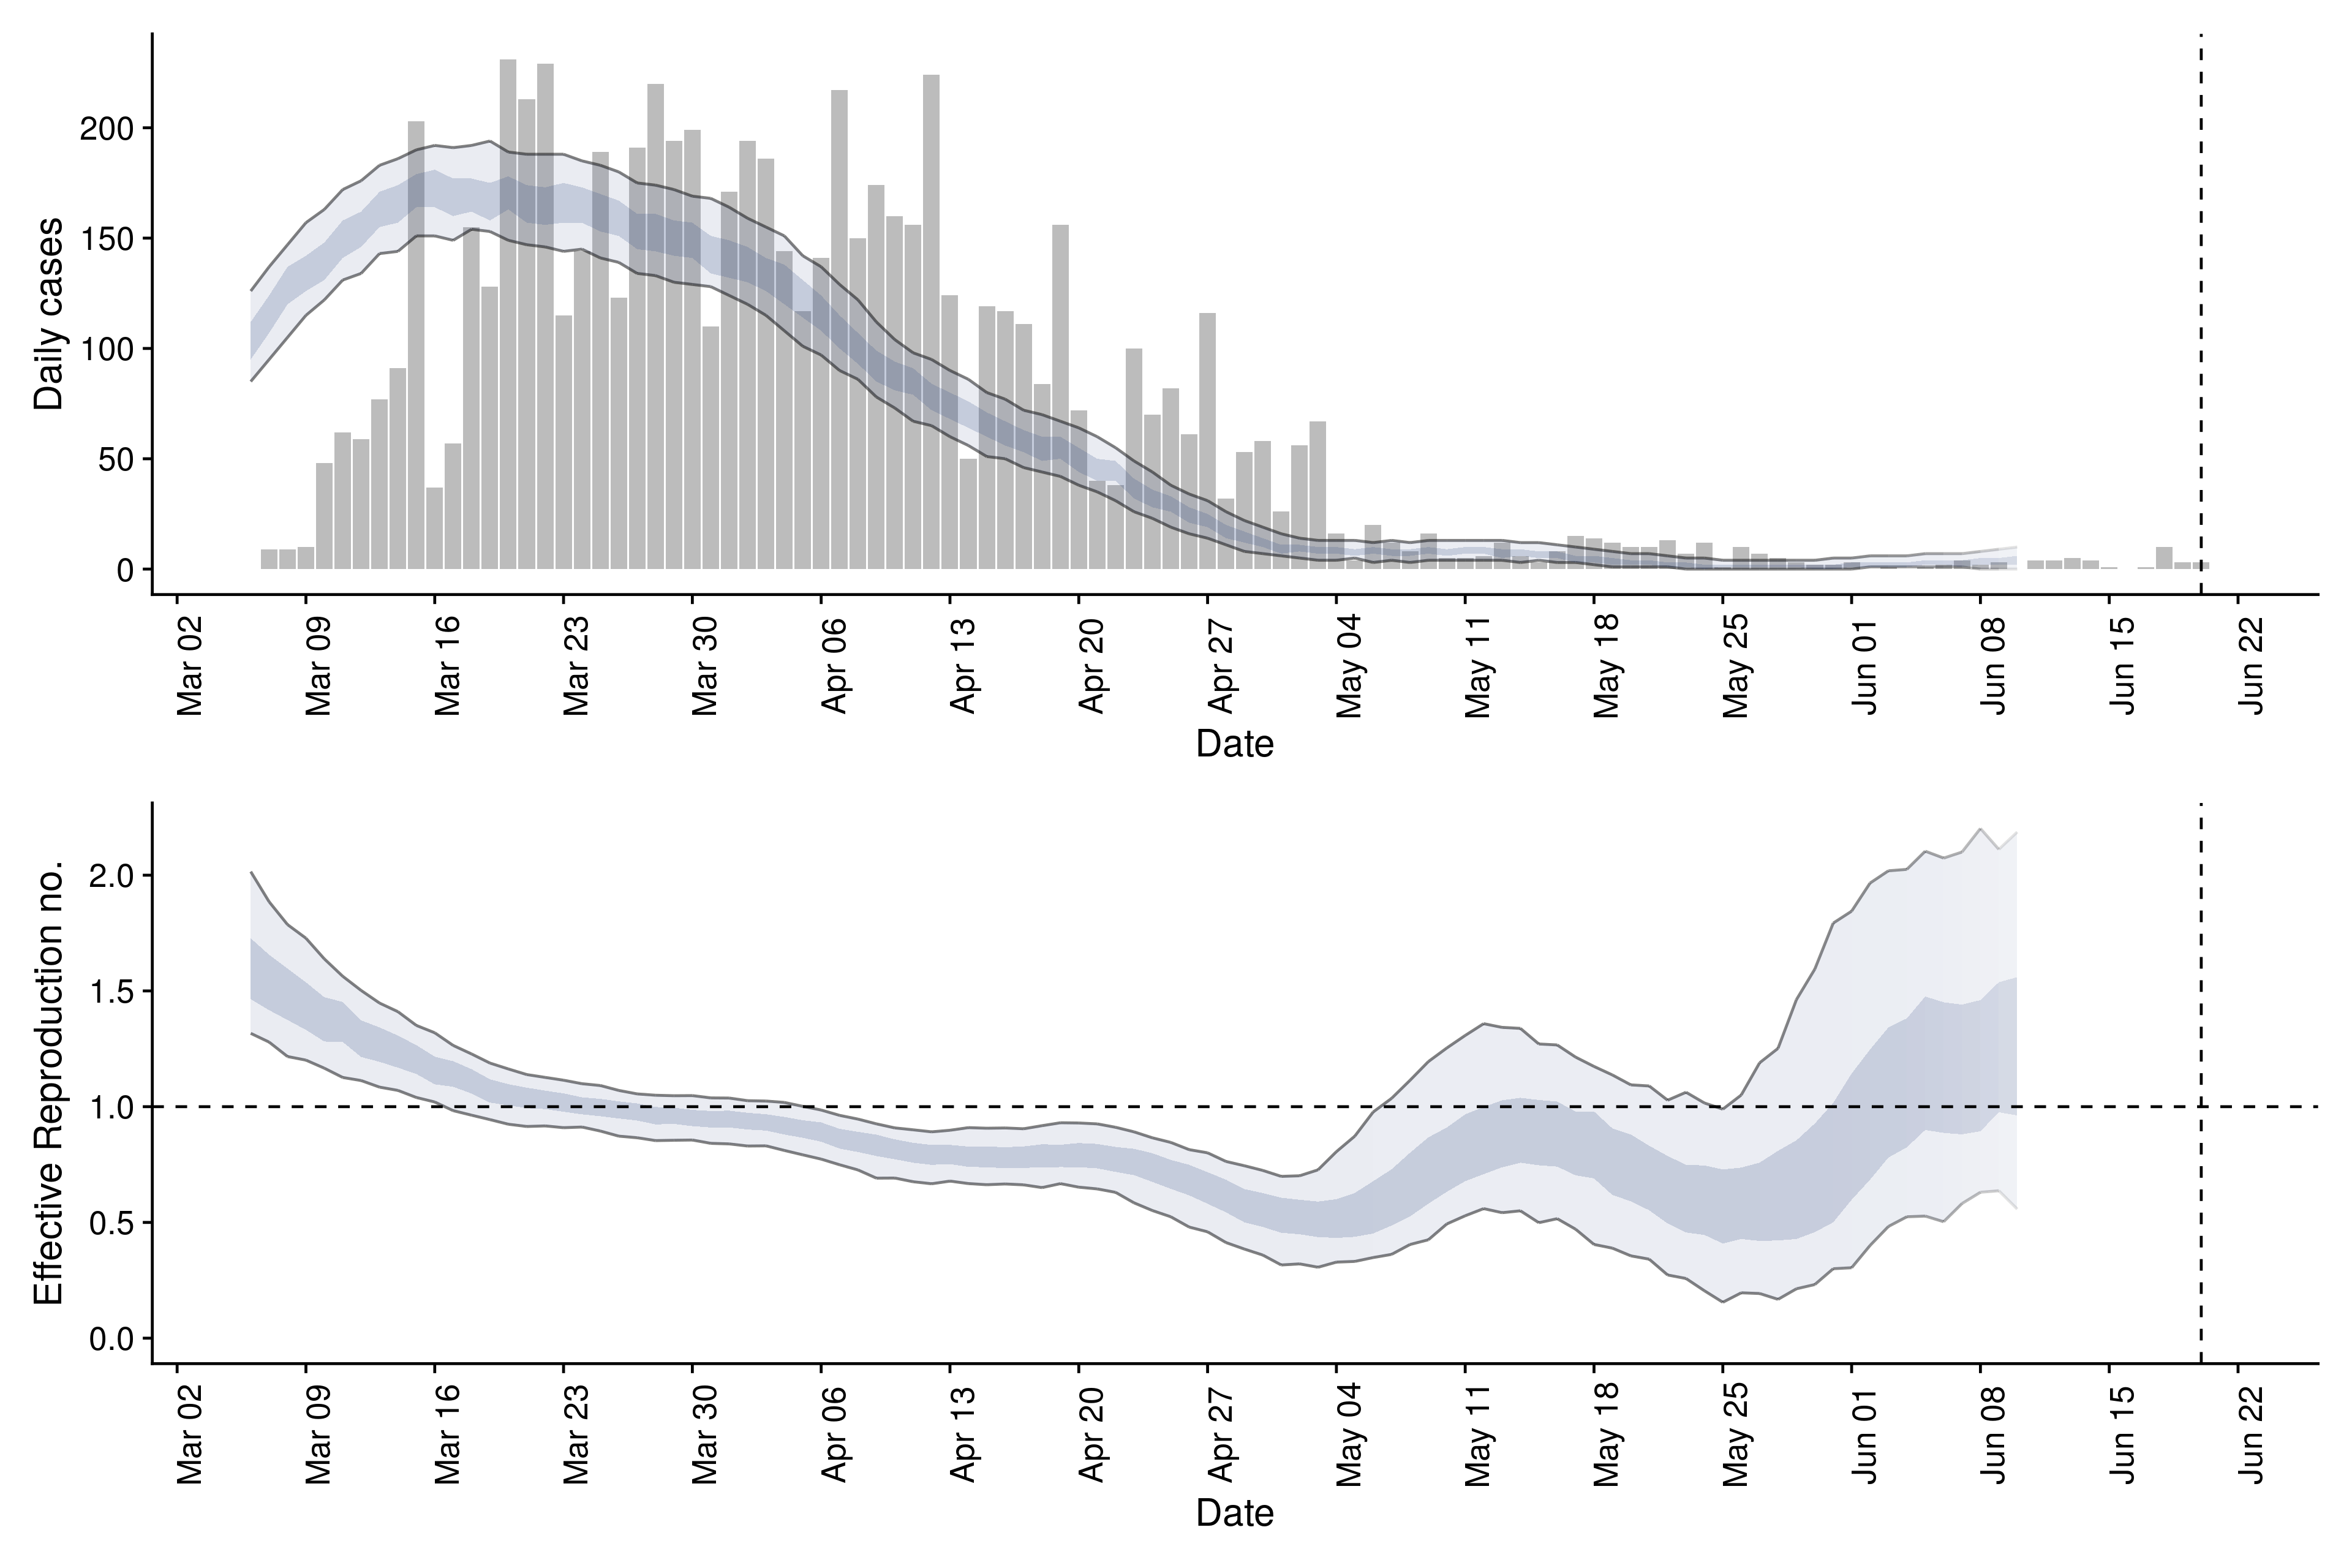 Daily cases
200
150
100
50
0
Mar 02
Mar 09
Mar 16
Mar 23
Mar 30
Apr 06
Apr 13
Apr 20
Apr 27
May 04
May 11
May 18
May 25
Jun 01
Jun 08
Jun 15
Jun 22
Date
Effective Reproduction no.
2.0
1.5
1.0
0.5
0.0
Mar 02
Mar 09
Mar 16
Mar 23
Mar 30
Apr 06
Apr 13
Apr 20
Apr 27
May 04
May 11
May 18
May 25
Jun 01
Jun 08
Jun 15
Jun 22
Date